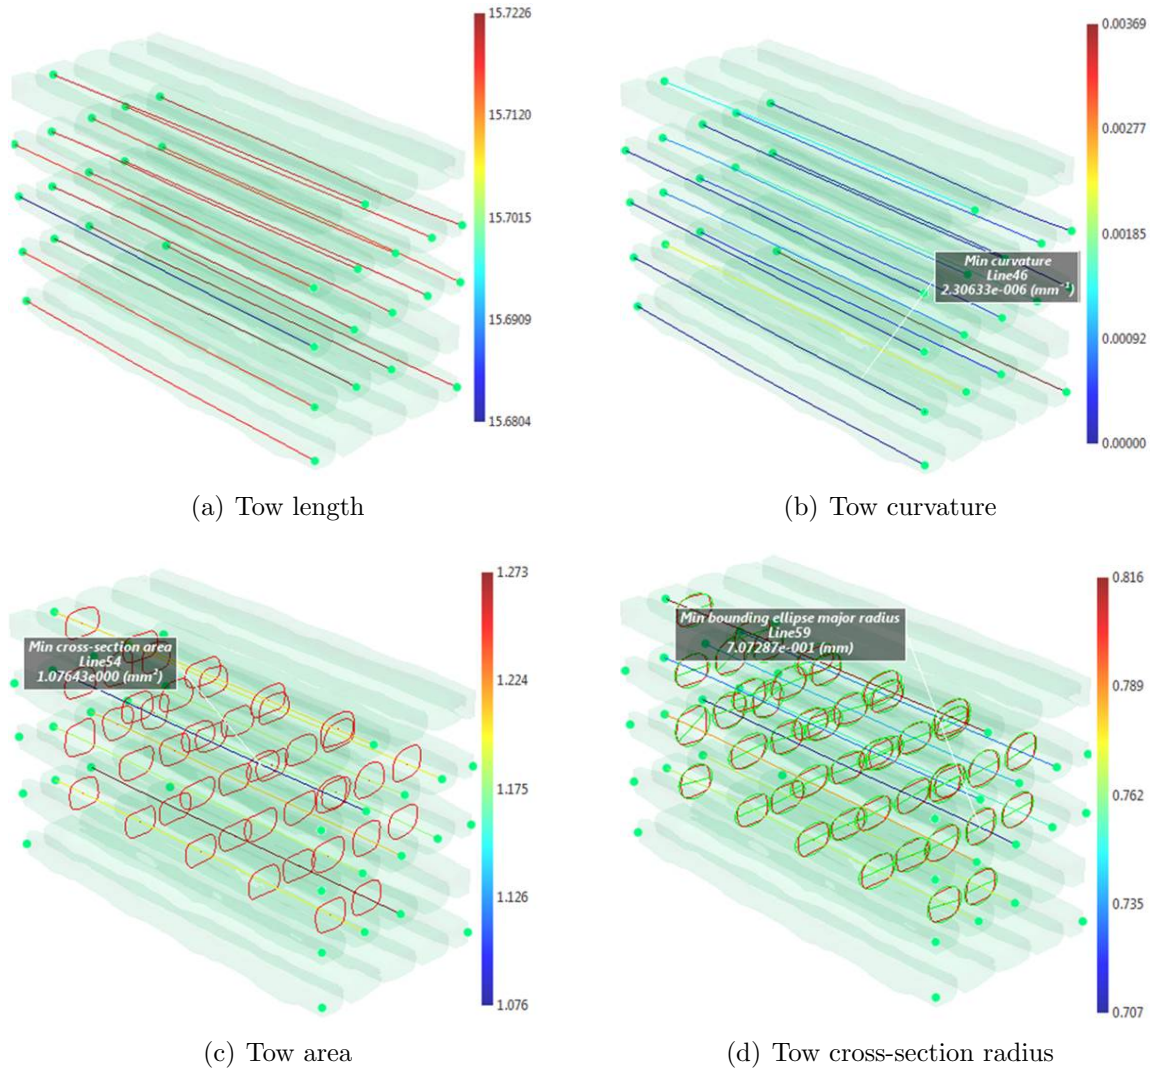 15.7226
15.7120
15.7015
15.6909
15.6804
(a) Tow length
0.00369
0.00277
0.00185
0.00092
0.00000
Min curvature
Line46
2.30633e-006 (mm⁻¹)
(b) Tow curvature
1.273
1.224
1.175
1.126
1.076
Min cross-section area
Line54
1.07643e000 (mm²)
(c) Tow area
0.816
0.789
0.762
0.735
0.707
Min bounding ellipse major radius
Line59
7.07287e-001 (mm)
(d) Tow cross-section radius